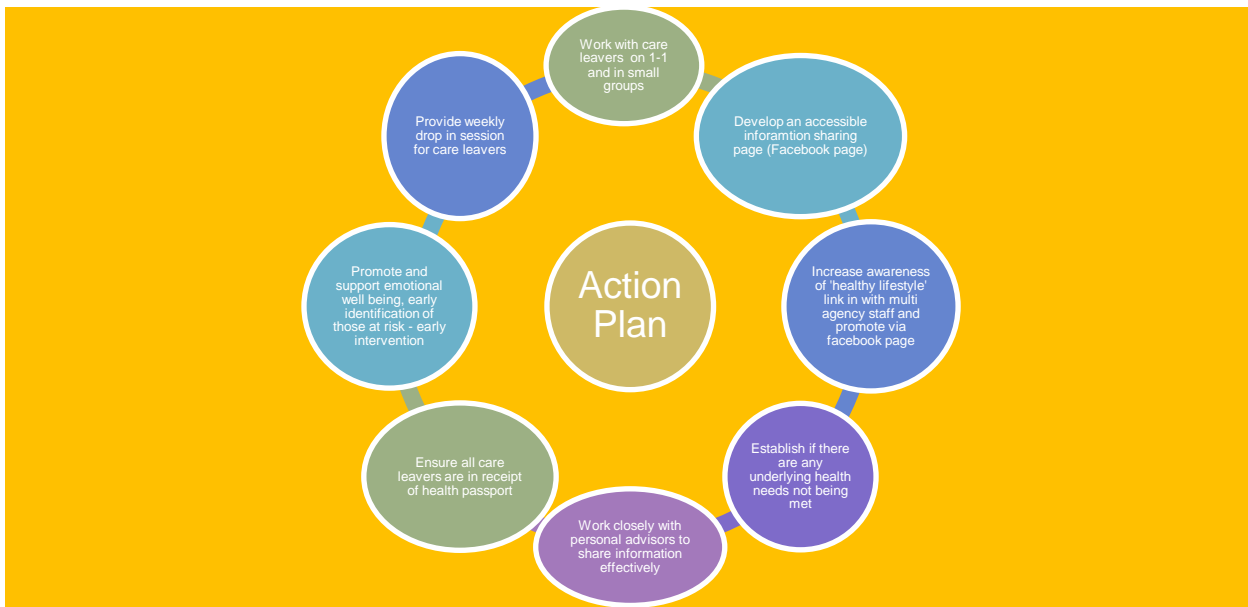 Work with care
leavers on 1-1
and in small
groups
Develop an accessible
inforamtion sharing
page (Facebook page)
Increase awareness
of 'healthy lifestyle'
link in with multi
agency staff and
promote via
facebook page
Establish if there
are any
underlying health
needs not being
met
Work closely with
personal advisors to
share information
effectively
Ensure all care
leavers are in receipt
of health passport
Promote and
support emotional
well being, early
identification of
those at risk - early
intervention
Provide weekly
drop in session
for care leavers
Action
Plan